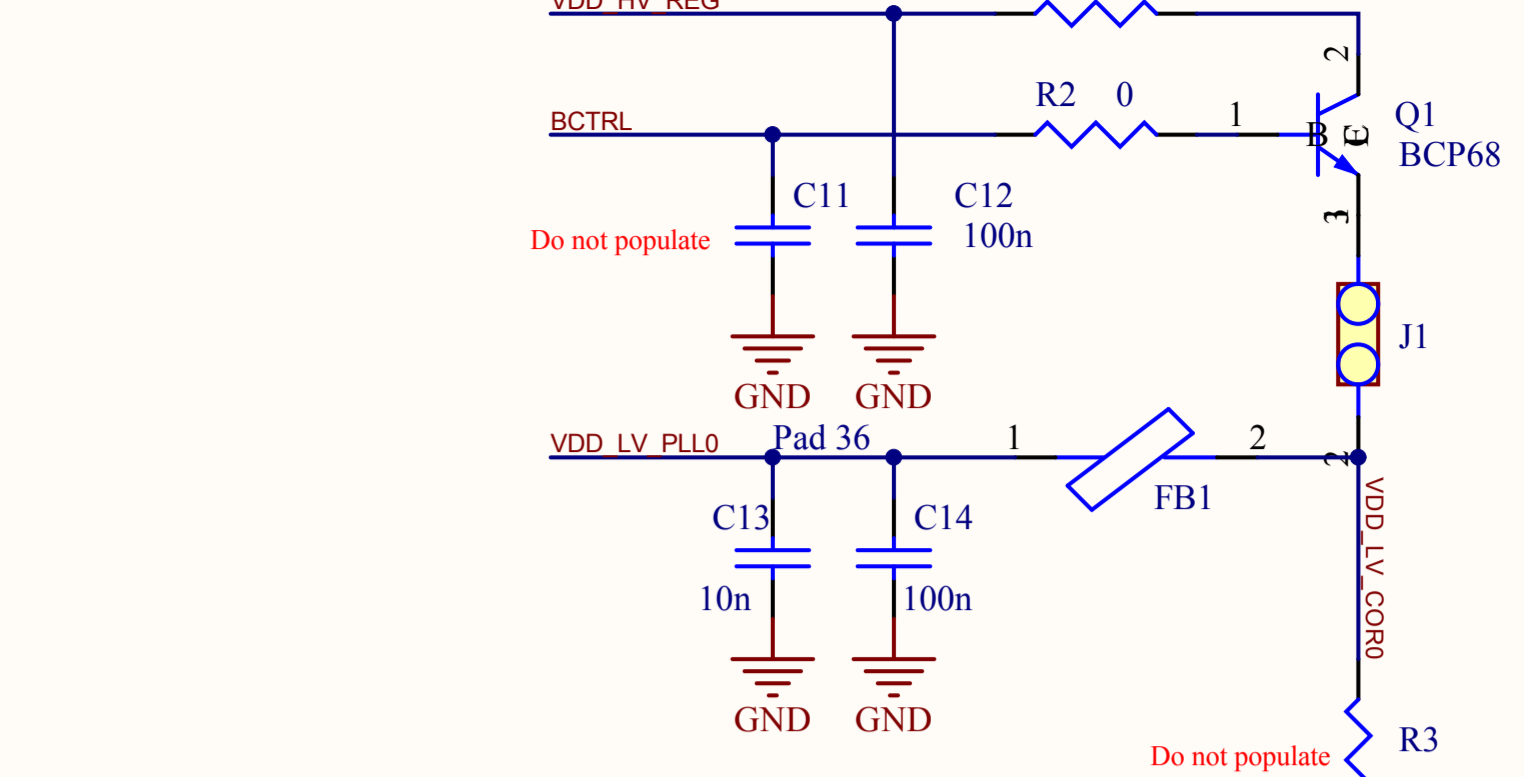 VDD_HV_REG
2
R2 0
BCTRL
1
Q1
B
C
E
BCP68
C11
C12
3
Do not populate
100n
J1
GND
GND
VDD_LV_PLL0
Pad 36
1
2
2
VDD_LV_COR0
FB1
C13
C14
10n
100n
GND
GND
R3
Do not populate